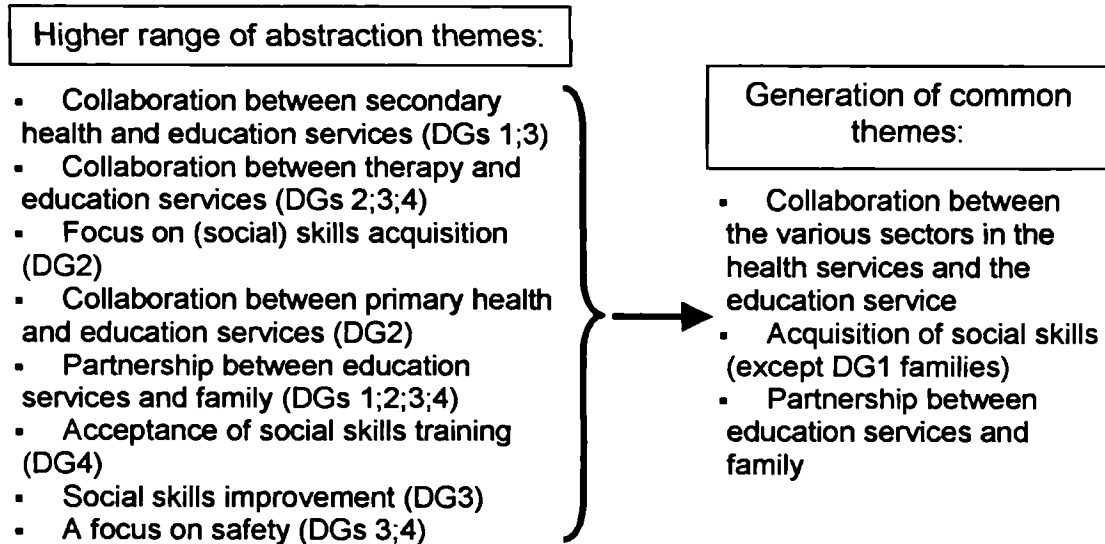 Higher range of abstraction themes:
▪ Collaboration between secondary
health and education services (DGs 1;3)
▪ Collaboration between therapy and
education services (DGs 2;3;4)
▪ Focus on (social) skills acquisition
(DG2)
▪ Collaboration between primary health
and education services (DG2)
▪ Partnership between education
services and family (DGs 1;2;3;4)
▪ Acceptance of social skills training
(DG4)
▪ Social skills improvement (DG3)
▪ A focus on safety (DGs 3;4)
Generation of common
themes:
▪ Collaboration between
the various sectors in the
health services and the
education service
▪ Acquisition of social skills
(except DG1 families)
▪ Partnership between
education services and
family